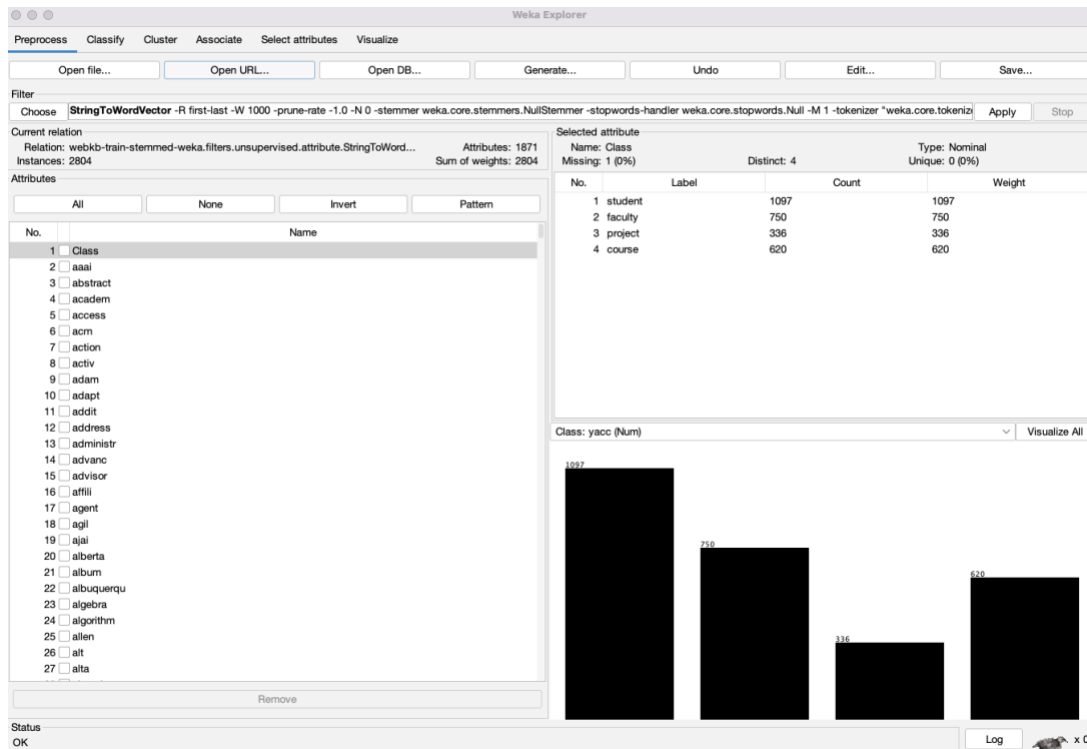 Weka Explorer
Preprocess Classify Cluster Associate Select attributes Visualize
Open file... Open URL... Open DB... Generate... Undo Edit... Save...
Filter
Choose StringToWordVector -R first-last -W 1000 -prune-rate -1.0 -N 0 -stemmer weka.core.stemmers.NullStemmer -stopwords-handler weka.core.stopwords.Null -M 1 -tokenizer "weka.core.tokenize Apply Stop
Current relation
Relation: webkb-train-stemmed-weka.filters.unsupervised.attribute.StringToWord... Attributes: 1871
Instances: 2804 Sum of weights: 2804
Attributes
All None Invert Pattern
No. Name
1 Class
2 aaai
3 abstract
4 academ
5 access
6 acm
7 action
8 activ
9 adam
10 adapt
11 addit
12 address
13 administr
14 advanc
15 advisor
16 affili
17 agent
18 agil
19 ajai
20 alberta
21 album
22 albuquerqu
23 algebra
24 algorithm
25 allen
26 alt
27 alta
Remove
Selected attribute
Name: Class Type: Nominal
Missing: 1 (0%) Distinct: 4 Unique: 0 (0%)
No. Label Count Weight
1 student 1097 1097
2 faculty 750 750
3 project 336 336
4 course 620 620
Class: yacc (Num) Visualize All
1097
750
336
620
Status
OK
Log x 0